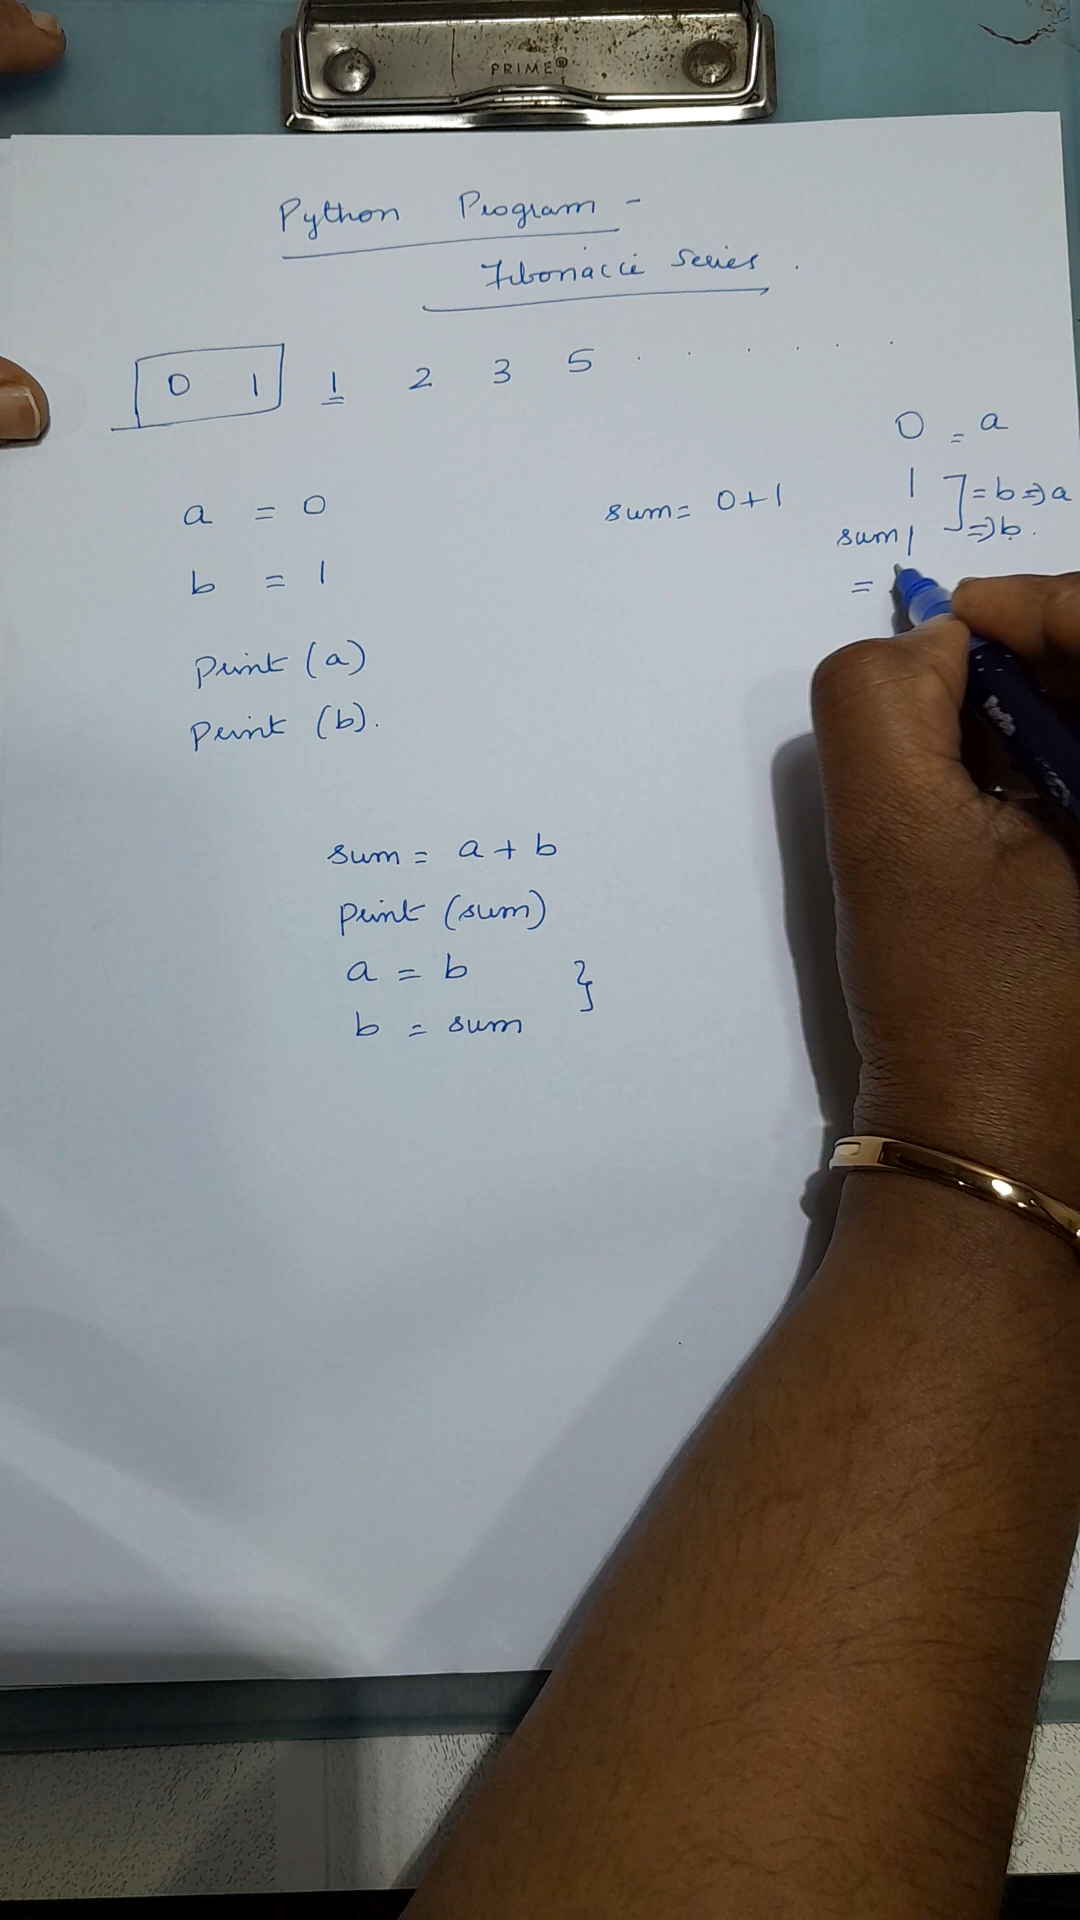 PRIME®
Python Program -
Fibonacci Series.
0 1 1 2 3 5 . . . . . .
0 = a
a = 0
sum = 0+1
1 ] = b => a
sum 1 => b.
b = 1
=
print (a)
print (b).
sum = a + b
print (sum)
a = b }
b = sum